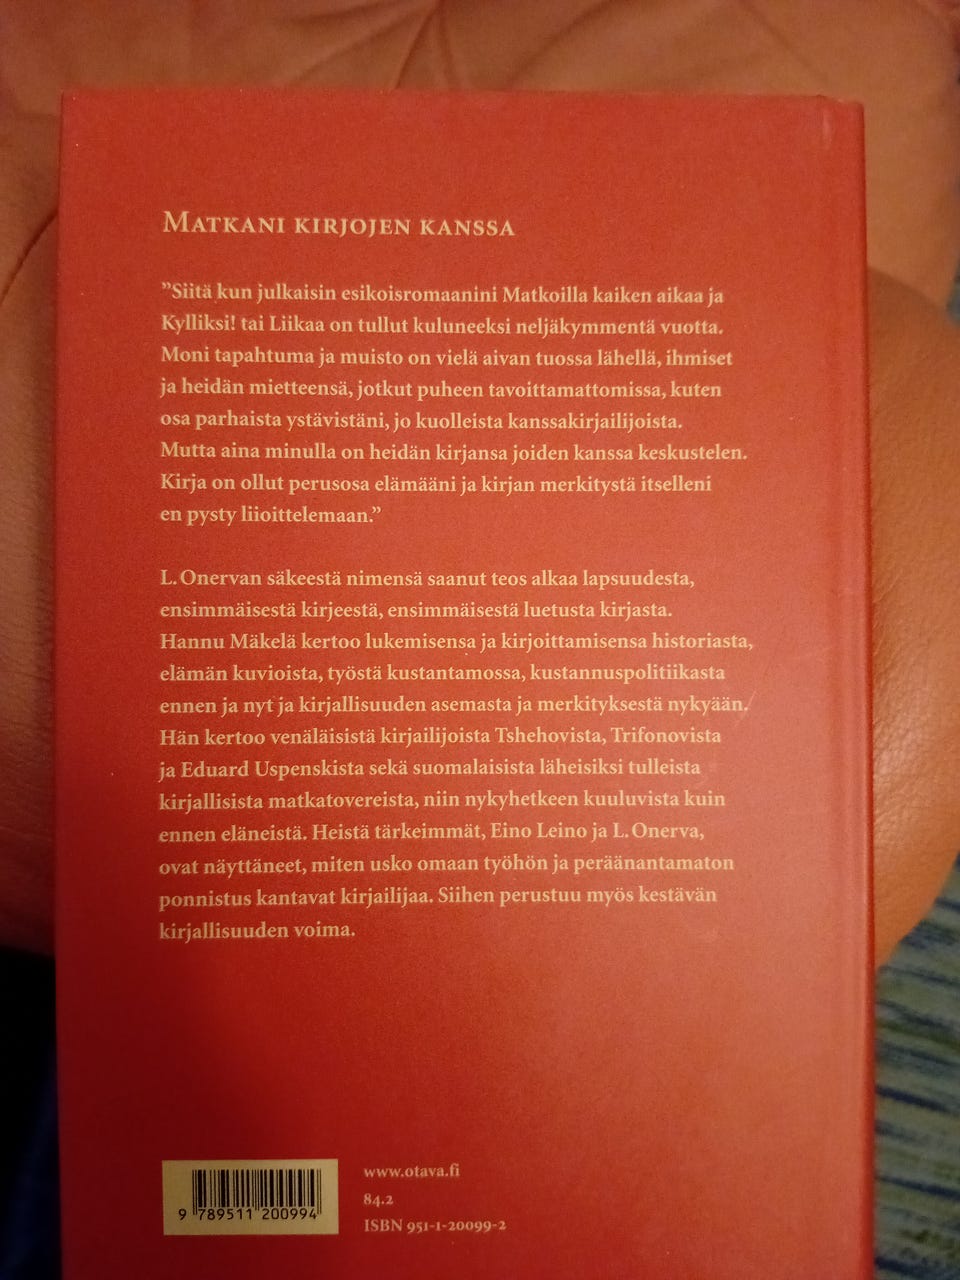 MATKANI KIRJOJEN KANSSA
”Siitä kun julkaisin esikoisromaanini Matkoilla kaiken aikaa ja
Kylliksi! tai Liikaa on tullut kuluneeksi neljäkymmentä vuotta.
Moni tapahtuma ja muisto on vielä aivan tuossa lähellä, ihmiset
ja heidän mietteensä, jotkut puheen tavoittamattomissa, kuten
osa parhaista ystävistäni, jo kuolleista kanssakirjailijoista.
Mutta aina minulla on heidän kirjansa joiden kanssa keskustelen.
Kirja on ollut perusosa elämääni ja kirjan merkitystä itselleni
en pysty liioittelemaan.”
L. Onervan säkeestä nimensä saanut teos alkaa lapsuudesta,
ensimmäisestä kirjeestä, ensimmäisestä luetusta kirjasta.
Hannu Mäkelä kertoo lukemisensa ja kirjoittamisensa historiasta,
elämän kuvioista, työstä kustantamossa, kustannuspolitiikasta
ennen ja nyt ja kirjallisuuden asemasta ja merkityksestä nykyään.
Hän kertoo venäläisistä kirjailijoista Tshehovista, Trifonovista
ja Eduard Uspenskista sekä suomalaisista läheisiksi tulleista
kirjallisista matkatovereista, niin nykyhetkeen kuuluvista kuin
ennen eläneistä. Heistä tärkeimmät, Eino Leino ja L. Onerva,
ovat näyttäneet, miten usko omaan työhön ja peräänantamaton
ponnistus kantavat kirjailijaa. Siihen perustuu myös kestävän
kirjallisuuden voima.
www.otava.fi
84.2
ISBN 951-1-20099-2
9 789511 200994